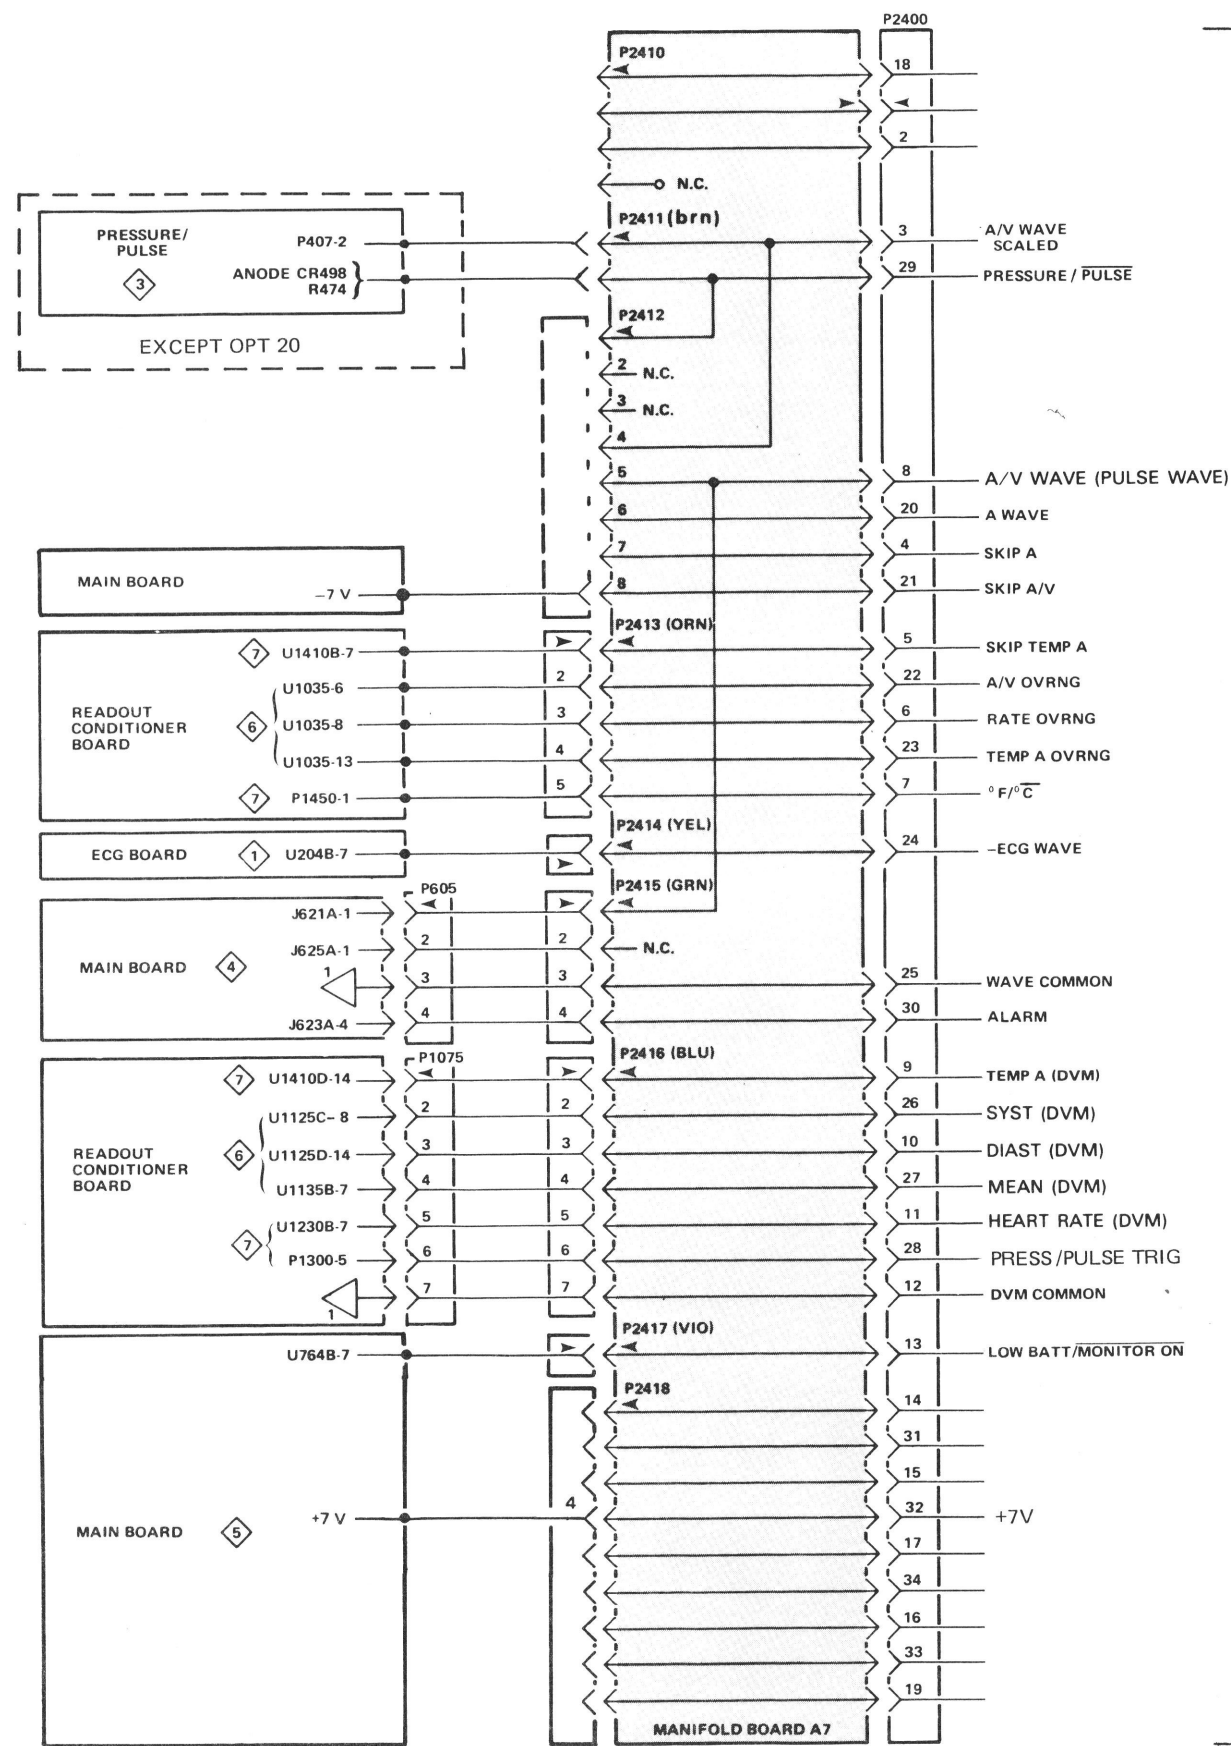 P2400
P2410
18
2
N.C.
P2411 (brn)
PRESSURE/
PULSE
3
P407-2
ANODE CR498
R474
3
A/V WAVE
SCALED
29
PRESSURE / PULSE
EXCEPT OPT 20
P2412
2
N.C.
3
N.C.
4
5
8
A/V WAVE (PULSE WAVE)
6
20
A WAVE
7
4
SKIP A
MAIN BOARD
–7 V
8
21
SKIP A/V
P2413 (ORN)
READOUT
CONDITIONER
BOARD
7
U1410B-7
5
SKIP TEMP A
U1035-6
2
22
A/V OVRNG
6
U1035-8
3
6
RATE OVRNG
U1035-13
4
23
TEMP A OVRNG
7
P1450-1
5
7
°F/°C
P2414 (YEL)
ECG BOARD
1
U204B-7
24
–ECG WAVE
P605
P2415 (GRN)
MAIN BOARD
4
J621A-1
J625A-1
2
2
N.C.
1
3
3
25
WAVE COMMON
J623A-4
4
4
30
ALARM
P1075
P2416 (BLU)
READOUT
CONDITIONER
BOARD
7
U1410D-14
9
TEMP A (DVM)
U1125C– 8
2
2
26
SYST (DVM)
6
U1125D-14
3
3
10
DIAST (DVM)
U1135B-7
4
4
27
MEAN (DVM)
7
U1230B-7
5
5
11
HEART RATE (DVM)
P1300-5
6
6
28
PRESS/PULSE TRIG
1
7
7
12
DVM COMMON
P2417 (VIO)
U764B-7
13
LOW BATT/MONITOR ON
P2418
14
31
15
MAIN BOARD
5
+7 V
4
32
+7V
17
34
16
33
19
MANIFOLD BOARD A7